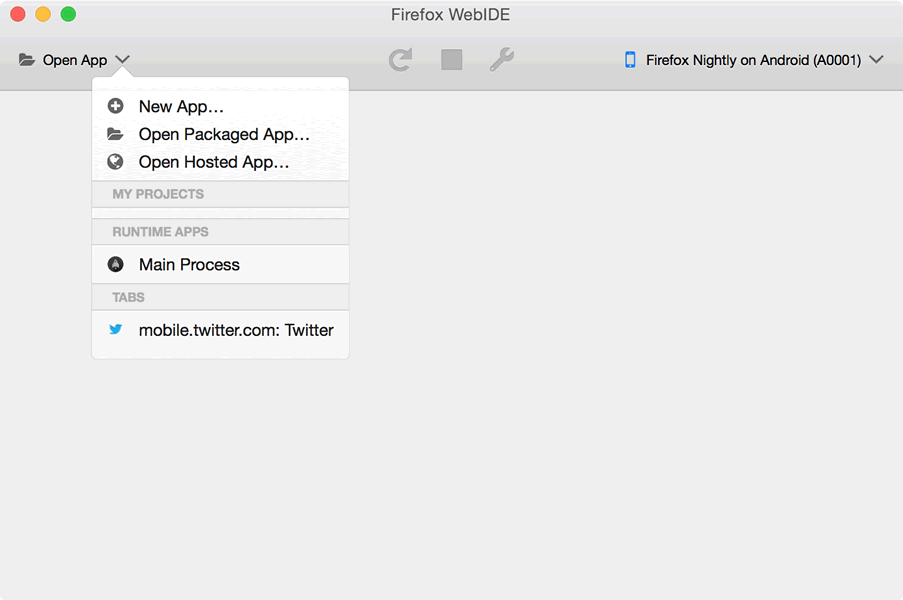 Firefox WebIDE
Open App
Firefox Nightly on Android (A0001)
New App...
Open Packaged App...
Open Hosted App...
MY PROJECTS
RUNTIME APPS
Main Process
TABS
mobile.twitter.com: Twitter